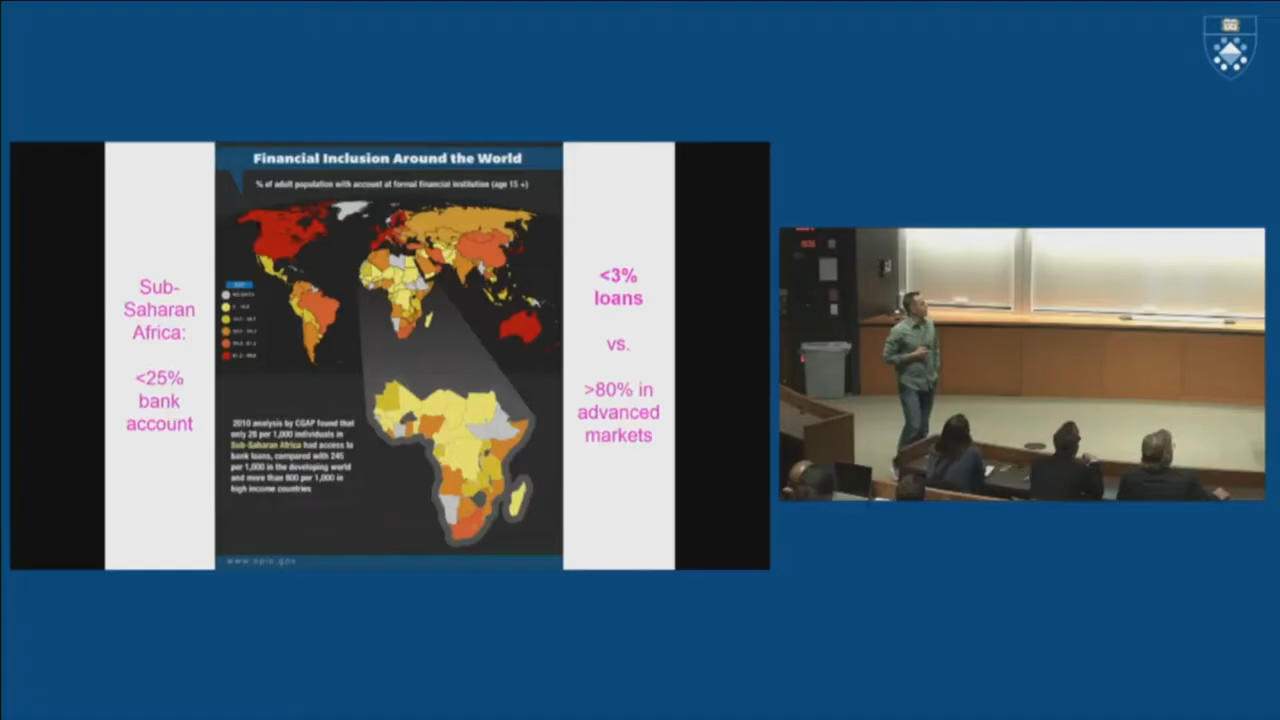 Financial Inclusion Around the World
% of adult population with account at formal financial institution (age 15 +)
Sub-
Saharan
Africa:
<25%
bank
account
2010 analysis by CGAP found that
only 28 per 1,000 individuals in
Sub-Saharan Africa had access to
bank loans, compared with 245
per 1,000 in the developing world
and more than 800 per 1,000 in
high income countries
www.opic.gov
<3%
loans
vs.
>80% in
advanced
markets